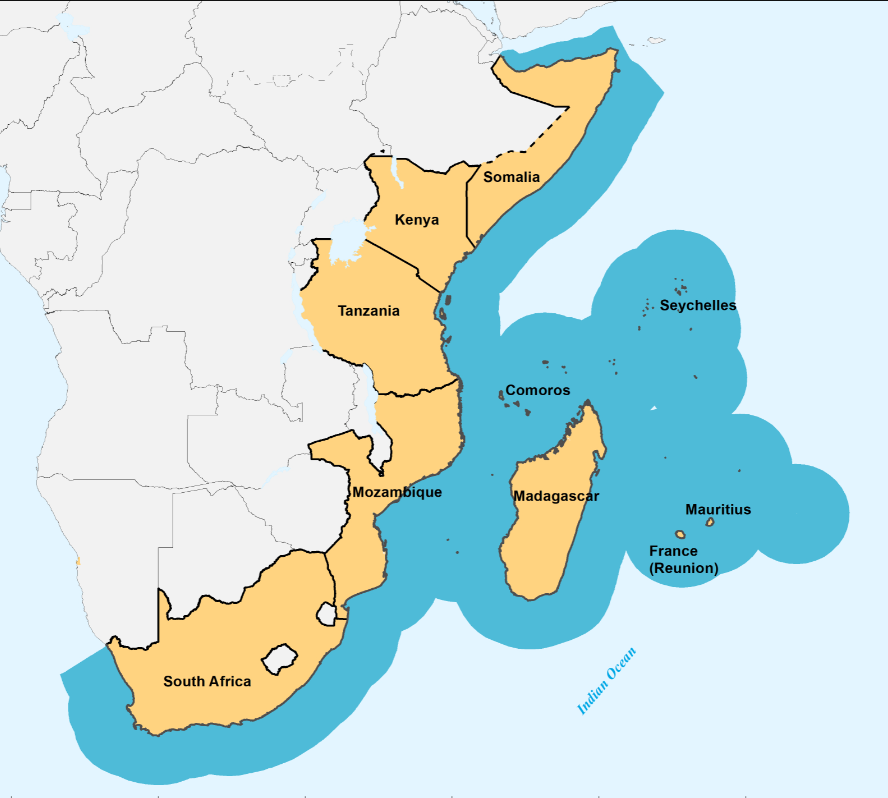 Somalia
Kenya
Seychelles
Tanzania
Comoros
Mozambique
Madagascar
Mauritius
France
(Reunion)
South Africa
Indian Ocean